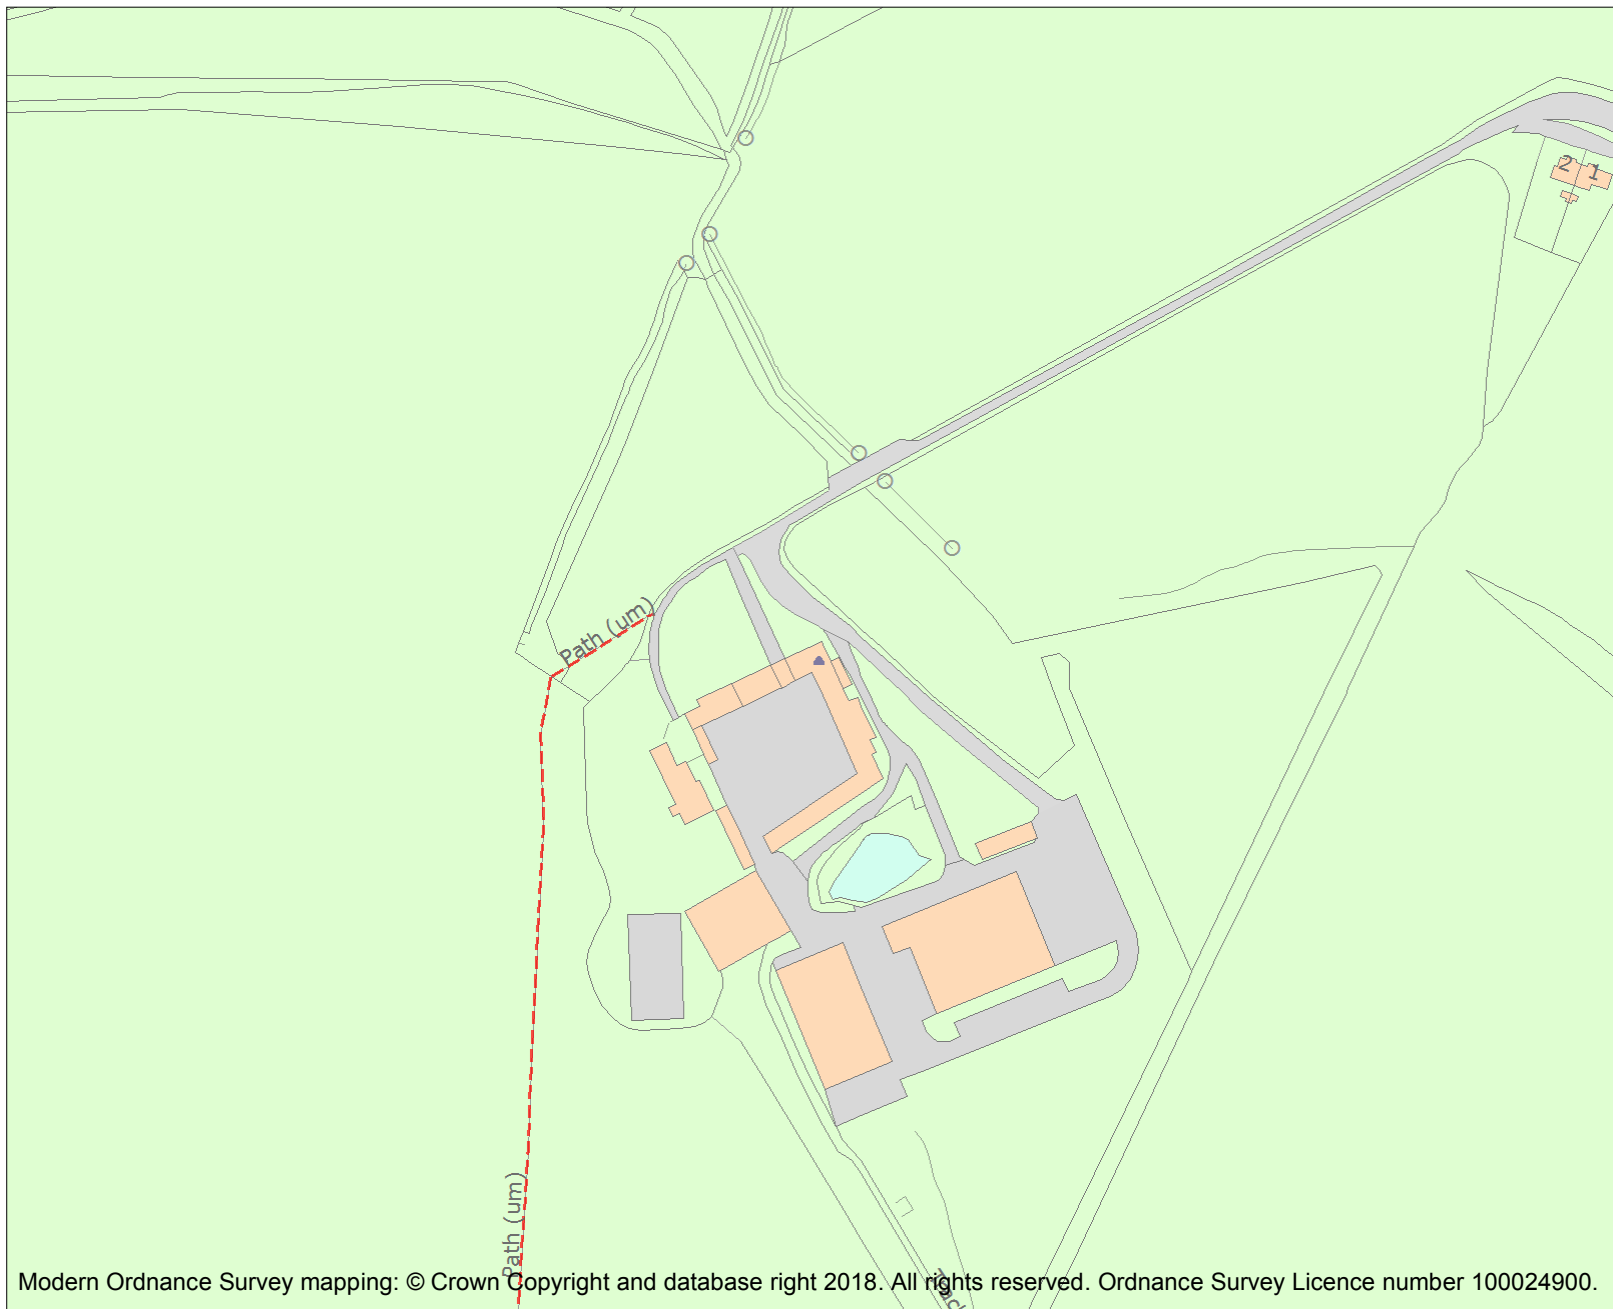 2 1
Path (um)
Path (um)
Track
Modern Ordnance Survey mapping: © Crown Copyright and database right 2018. All rights reserved. Ordnance Survey Licence number 100024900.